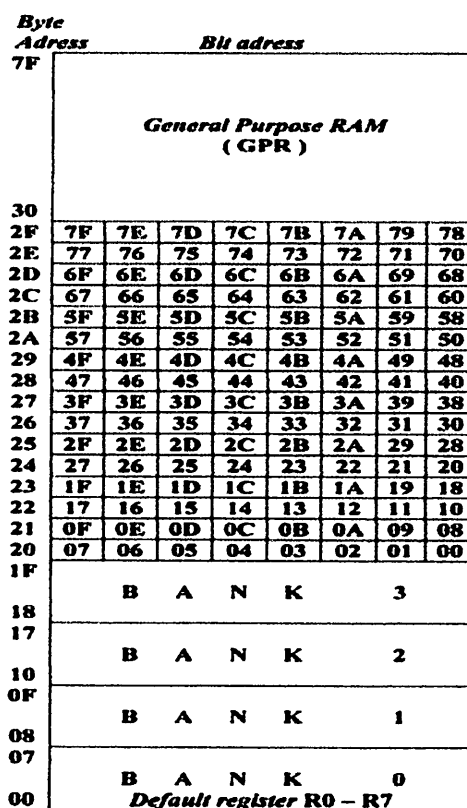 Byte
Adress Bit adress
7F
General Purpose RAM
( GPR )
30
2F 7F 7E 7D 7C 7B 7A 79 78
2E 77 76 75 74 73 72 71 70
2D 6F 6E 6D 6C 6B 6A 69 68
2C 67 66 65 64 63 62 61 60
2B 5F 5E 5D 5C 5B 5A 59 58
2A 57 56 55 54 53 52 51 50
29 4F 4E 4D 4C 4B 4A 49 48
28 47 46 45 44 43 42 41 40
27 3F 3E 3D 3C 3B 3A 39 38
26 37 36 35 34 33 32 31 30
25 2F 2E 2D 2C 2B 2A 29 28
24 27 26 25 24 23 22 21 20
23 1F 1E 1D 1C 1B 1A 19 18
22 17 16 15 14 13 12 11 10
21 0F 0E 0D 0C 0B 0A 09 08
20 07 06 05 04 03 02 01 00
1F
B A N K 3
18
17
B A N K 2
10
0F
B A N K 1
08
07
B A N K 0
00 Default register R0 – R7